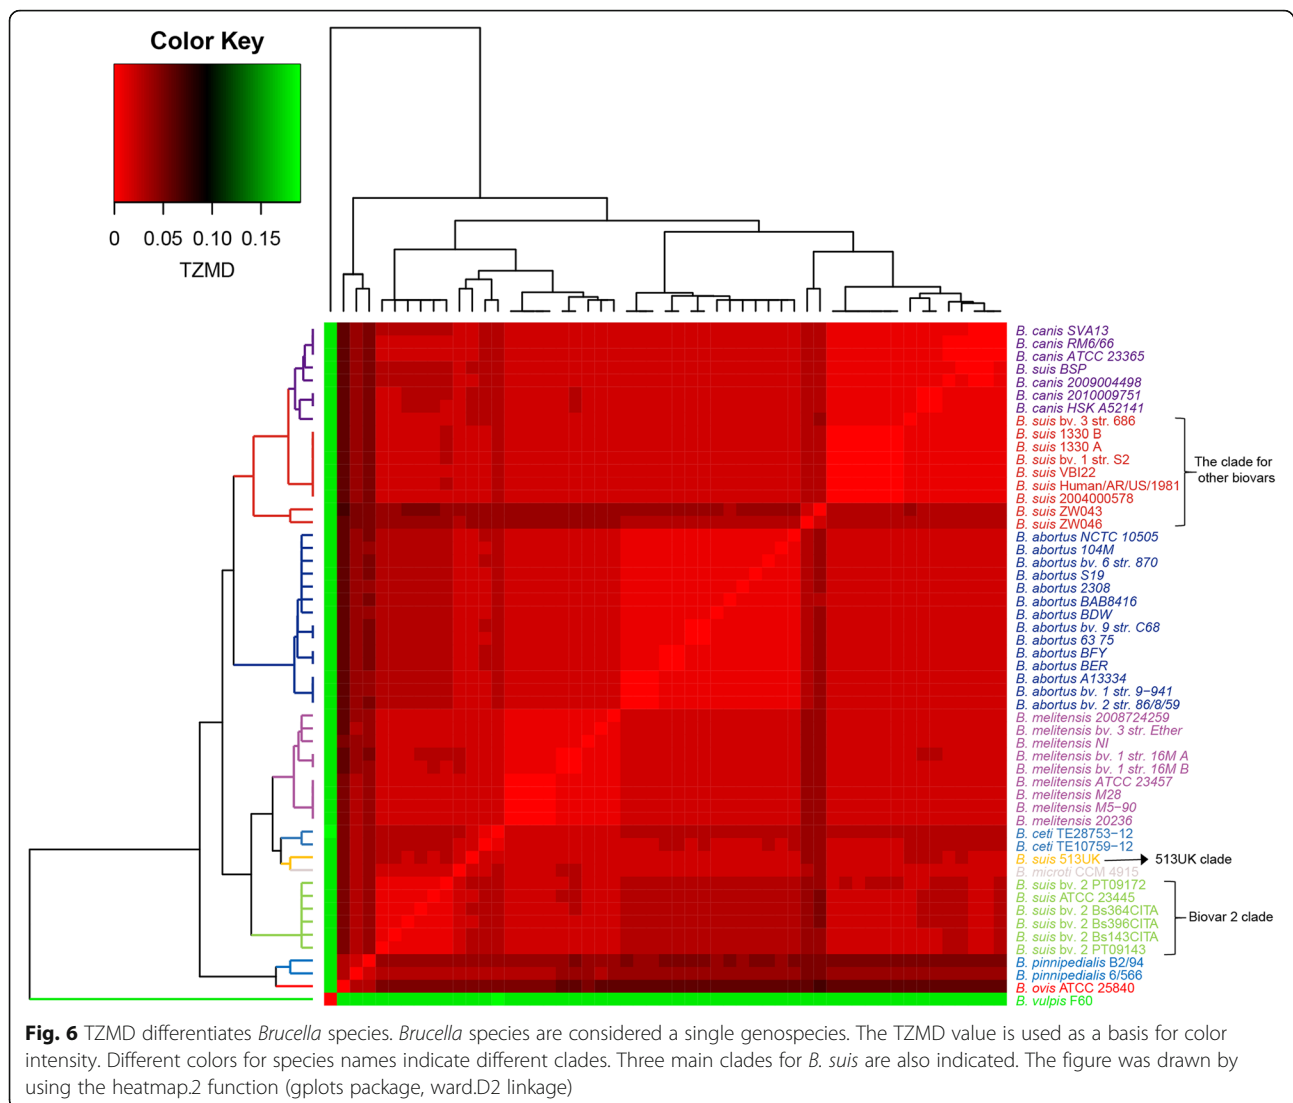 Color Key
0 0.05 0.10 0.15
TZMD
B. canis SVA13
B. canis RM6/66
B. canis ATCC 23365
B. suis BSP
B. canis 2009004498
B. canis 2010009751
B. canis HSK A52141
B. suis bv. 3 str. 686
B. suis 1330 B
B. suis 1330 A
B. suis bv. 1 str. S2
B. suis VBI22
B. suis Human/AR/US/1981
B. suis 2004000578
B. suis ZW043
B. suis ZW046
The clade for
other biovars
B. abortus NCTC 10505
B. abortus 104M
B. abortus bv. 6 str. 870
B. abortus S19
B. abortus 2308
B. abortus BAB8416
B. abortus BDW
B. abortus bv. 9 str. C68
B. abortus 63 75
B. abortus BFY
B. abortus BER
B. abortus A13334
B. abortus bv. 1 str. 9−941
B. abortus bv. 2 str. 86/8/59
B. melitensis 2008724259
B. melitensis bv. 3 str. Ether
B. melitensis NI
B. melitensis bv. 1 str. 16M A
B. melitensis bv. 1 str. 16M B
B. melitensis ATCC 23457
B. melitensis M28
B. melitensis M5−90
B. melitensis 20236
B. ceti TE28753−12
B. ceti TE10759−12
B. suis 513UK
513UK clade
B. microti CCM 4915
B. suis bv. 2 PT09172
B. suis ATCC 23445
B. suis bv. 2 Bs364CITA
B. suis bv. 2 Bs396CITA
B. suis bv. 2 Bs143CITA
B. suis bv. 2 PT09143
Biovar 2 clade
B. pinnipedialis B2/94
B. pinnipedialis 6/566
B. ovis ATCC 25840
B. vulpis F60
Fig. 6 TZMD differentiates Brucella species. Brucella species are considered a single genospecies. The TZMD value is used as a basis for color
intensity. Different colors for species names indicate different clades. Three main clades for B. suis are also indicated. The figure was drawn by
using the heatmap.2 function (gplots package, ward.D2 linkage)